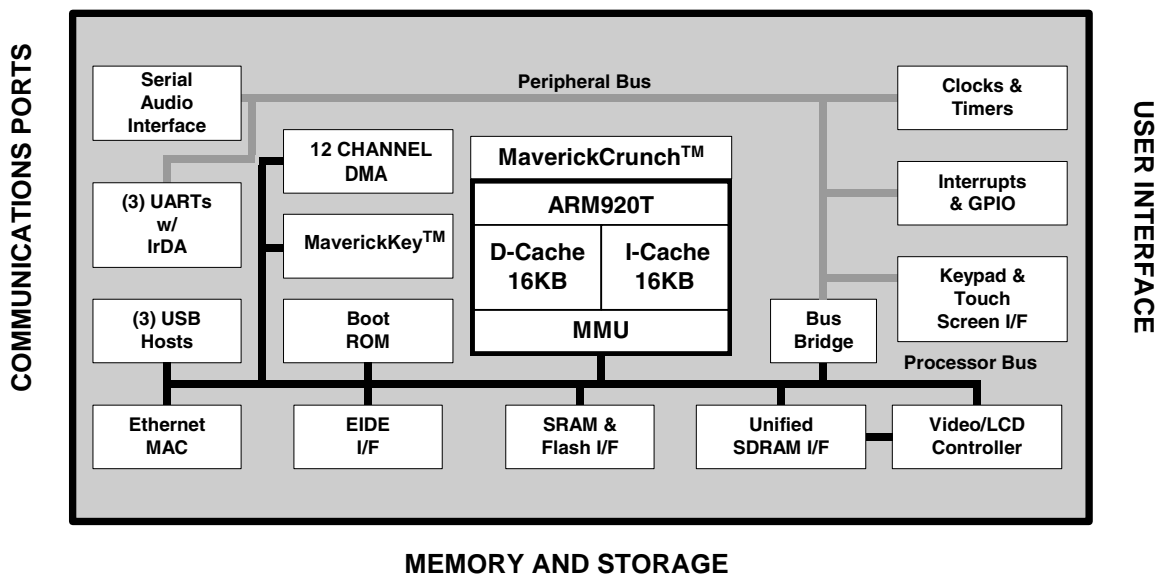 COMMUNICATIONS PORTS
Serial
Audio
Interface
Peripheral Bus
Clocks &
Timers
12 CHANNEL
DMA
MaverickCrunch™
(3) UARTs
w/
IrDA
ARM920T
Interrupts
& GPIO
MaverickKey™
D-Cache
16KB
I-Cache
16KB
Keypad &
Touch
Screen I/F
(3) USB
Hosts
Boot
ROM
MMU
Bus
Bridge
Processor Bus
Ethernet
MAC
EIDE
I/F
SRAM &
Flash I/F
Unified
SDRAM I/F
Video/LCD
Controller
USER INTERFACE
MEMORY AND STORAGE